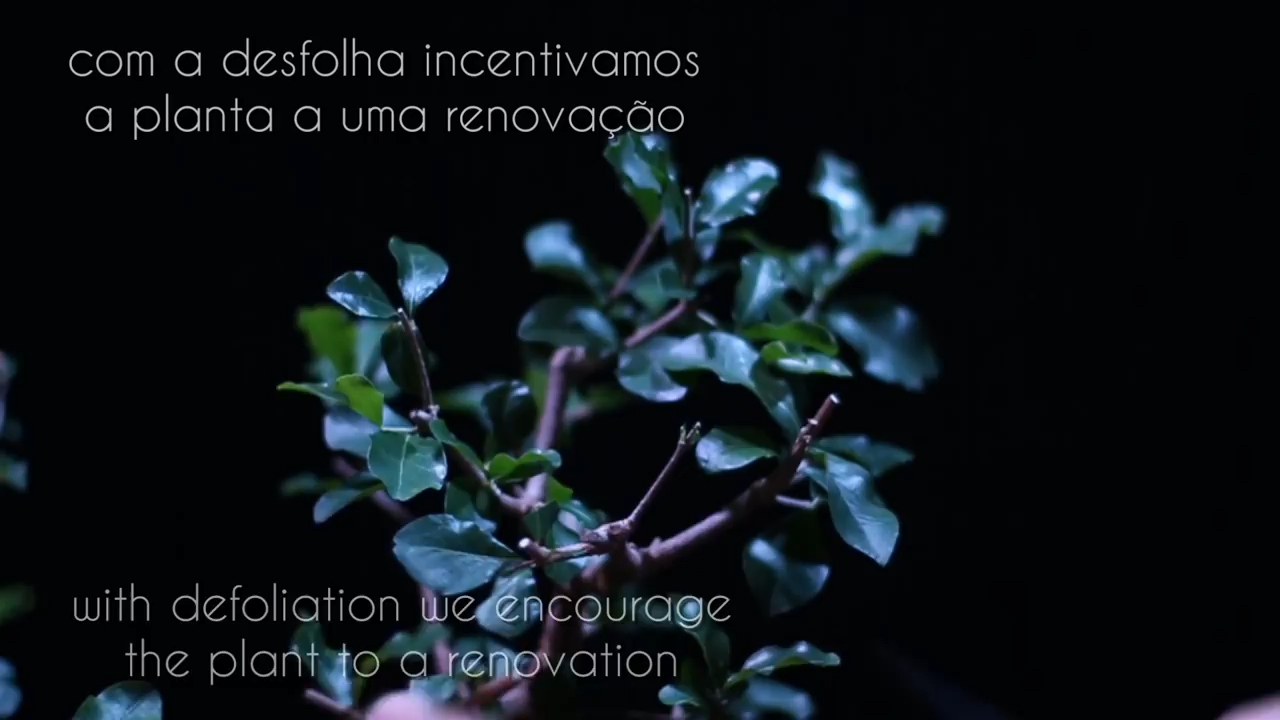 com a desfolha incentivamos
a planta a uma renovação
with defoliation we encourage
the plant to a renovation